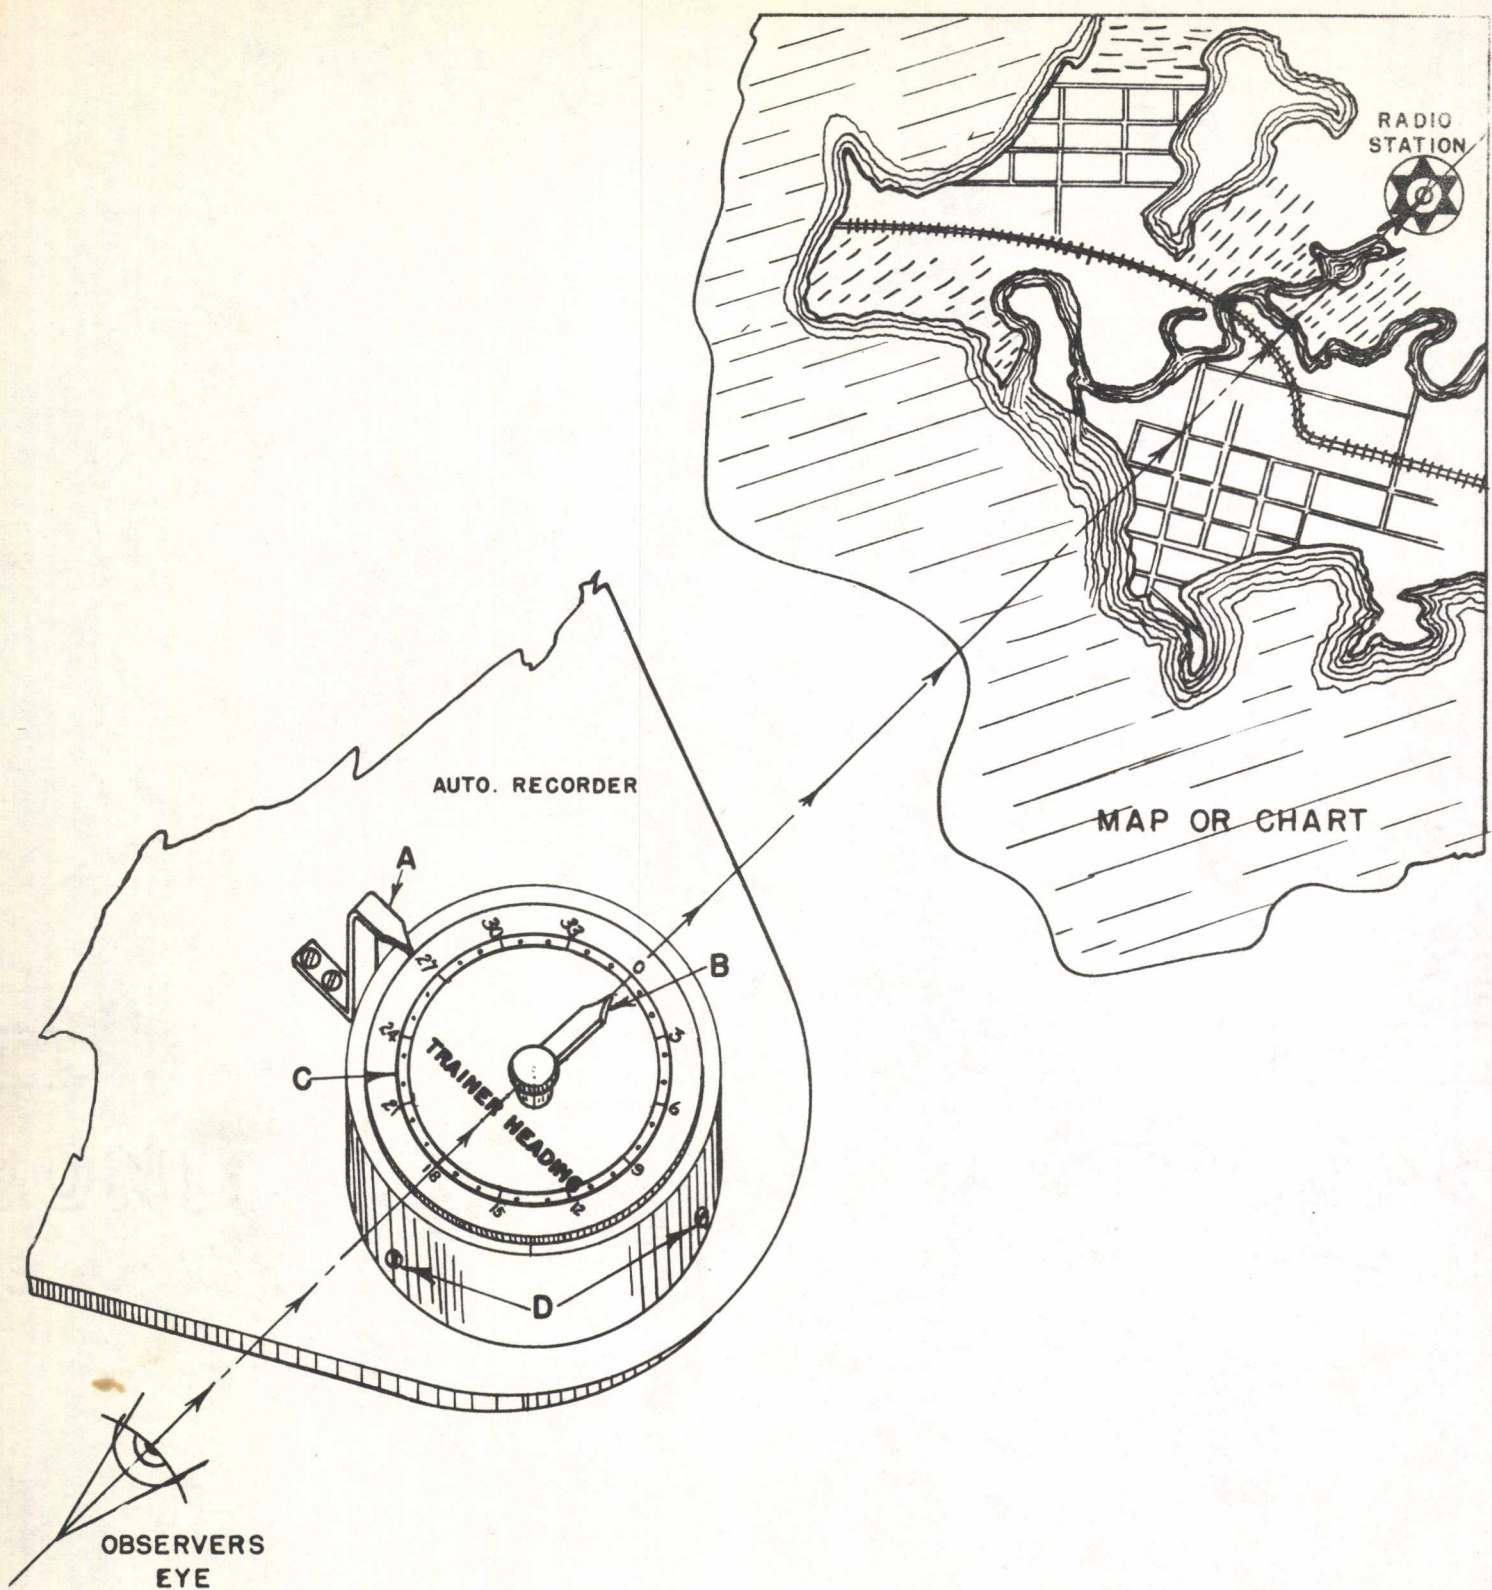 RADIO
STATION
AUTO. RECORDER
MAP OR CHART
A
30
33
27
0
B
24
3
TRAINER HEADING
C
21
6
18
9
15
12
D
OBSERVERS
EYE